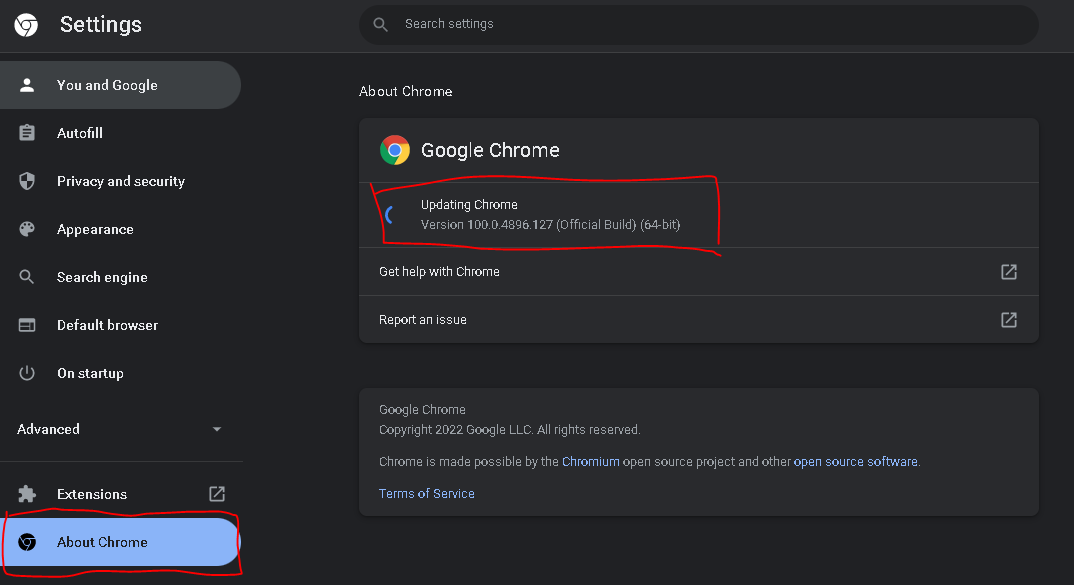 Settings
Search settings
You and Google
Autofill
Privacy and security
Appearance
Search engine
Default browser
On startup
Advanced
Extensions
About Chrome
About Chrome
Google Chrome
Updating Chrome
Version 100.0.4896.127 (Official Build) (64-bit)
Get help with Chrome
Report an issue
Google Chrome
Copyright 2022 Google LLC. All rights reserved.
Chrome is made possible by the Chromium open source project and other open source software.
Terms of Service